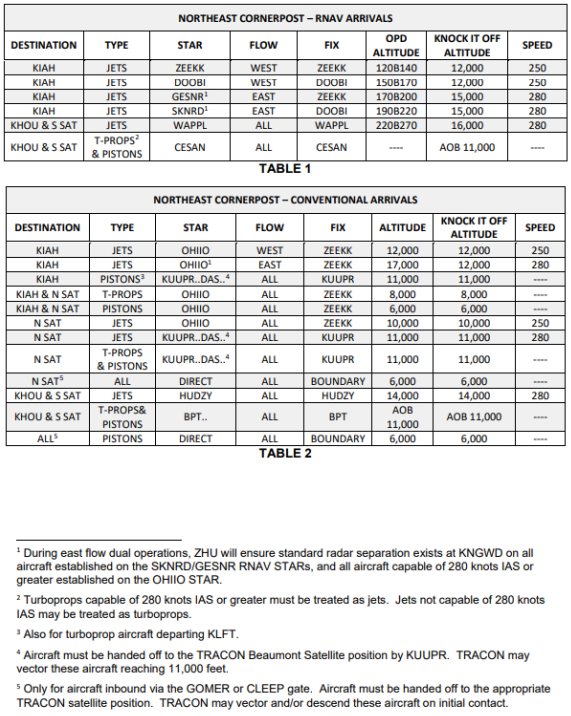 NORTHEAST CORNERPOST – RNAV ARRIVALS
DESTINATION TYPE STAR FLOW FIX OPD ALTITUDE KNOCK IT OFF ALTITUDE SPEED
KIAH JETS ZEEKK WEST ZEEKK 120B140 12,000 250
KIAH JETS DOOBI WEST DOOBI 150B170 12,000 250
KIAH JETS GESNR¹ EAST ZEEKK 170B200 15,000 280
KIAH JETS SKNRD¹ EAST DOOBI 190B220 15,000 280
KHOU & S SAT JETS WAPPL ALL WAPPL 220B270 16,000 280
KHOU & S SAT T-PROPS² & PISTONS CESAN ALL CESAN ---- AOB 11,000 ----
TABLE 1
NORTHEAST CORNERPOST – CONVENTIONAL ARRIVALS
DESTINATION TYPE STAR FLOW FIX ALTITUDE KNOCK IT OFF ALTITUDE SPEED
KIAH JETS OHIIO WEST ZEEKK 12,000 12,000 250
KIAH JETS OHIIO¹ EAST ZEEKK 17,000 12,000 280
KIAH PISTONS³ KUUPR..DAS..⁴ ALL KUUPR 11,000 11,000 ----
KIAH & N SAT T-PROPS OHIIO ALL ZEEKK 8,000 8,000 ----
KIAH & N SAT PISTONS OHIIO ALL ZEEKK 6,000 6,000 ----
N SAT JETS OHIIO ALL ZEEKK 10,000 10,000 250
N SAT JETS KUUPR..DAS..⁴ ALL KUUPR 11,000 11,000 280
N SAT T-PROPS & PISTONS KUUPR..DAS..⁴ ALL KUUPR 11,000 11,000 ----
N SAT⁵ ALL DIRECT ALL BOUNDARY 6,000 6,000 ----
KHOU & S SAT JETS HUDZY ALL HUDZY 14,000 14,000 280
KHOU & S SAT T-PROPS& PISTONS BPT.. ALL BPT AOB 11,000 AOB 11,000 ----
ALL⁵ PISTONS DIRECT ALL BOUNDARY 6,000 6,000 ----
TABLE 2
¹ During east flow dual operations, ZHU will ensure standard radar separation exists at KNGWD on all
aircraft established on the SKNRD/GESNR RNAV STARs, and all aircraft capable of 280 knots IAS or
greater established on the OHIIO STAR.
² Turboprops capable of 280 knots IAS or greater must be treated as jets. Jets not capable of 280 knots
IAS may be treated as turboprops.
³ Also for turboprop aircraft departing KLFT.
⁴ Aircraft must be handed off to the TRACON Beaumont Satellite position by KUUPR. TRACON may
vector these aircraft reaching 11,000 feet.
⁵ Only for aircraft inbound via the GOMER or CLEEP gate. Aircraft must be handed off to the appropriate
TRACON satellite position. TRACON may vector and/or descend these aircraft on initial contact.